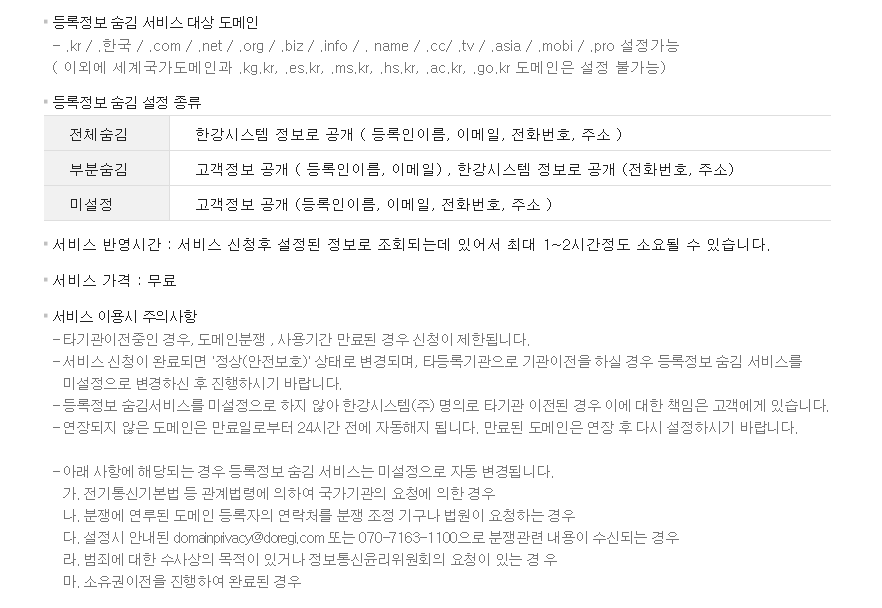 등록정보 숨김 서비스 대상 도메인
- .kr / .한국 / .com / .net / .org / .biz / .info / . name / .cc/ .tv / .asia / .mobi / .pro 설정가능
( 이외에 세계국가도메인과 .kg.kr, .es.kr, .ms.kr, .hs.kr, .ac.kr, .go.kr 도메인은 설정 불가능)
등록정보 숨김 설정 종류
전체숨김 한강시스템 정보로 공개 ( 등록인이름, 이메일, 전화번호, 주소 )
부분숨김 고객정보 공개 ( 등록인이름, 이메일) , 한강시스템 정보로 공개 (전화번호, 주소)
미설정 고객정보 공개 (등록인이름, 이메일, 전화번호, 주소 )
서비스 반영시간 : 서비스 신청후 설정된 정보로 조회되는데 있어서 최대 1~2시간정도 소요될 수 있습니다.
서비스 가격 : 무료
서비스 이용시 주의사항
- 타기관이전중인 경우, 도메인분쟁 , 사용기간 만료된 경우 신청이 제한됩니다.
- 서비스 신청이 완료되면 '정상(안전보호)' 상태로 변경되며, 타등록기관으로 기관이전을 하실 경우 등록정보 숨김 서비스를
미설정으로 변경하신 후 진행하시기 바랍니다.
- 등록정보 숨김서비스를 미설정으로 하지 않아 한강시스템(주) 명의로 타기관 이전된 경우 이에 대한 책임은 고객에게 있습니다.
- 연장되지 않은 도메인은 만료일로부터 24시간 전에 자동해지 됩니다. 만료된 도메인은 연장 후 다시 설정하시기 바랍니다.
- 아래 사항에 해당되는 경우 등록정보 숨김 서비스는 미설정으로 자동 변경됩니다.
가. 전기통신기본법 등 관계법령에 의하여 국가기관의 요청에 의한 경우
나. 분쟁에 연루된 도메인 등록자의 연락처를 분쟁 조정 기구나 법원이 요청하는 경우
다. 설정시 안내된 domainpiivacy@doregi.com 또는 070-7163-1100으로 분쟁관련 내용이 수신되는 경우
라. 범죄에 대한 수사상의 목적이 있거나 정보통신윤리위원회의 요청이 있는 경 우
마. 소유권이전을 진행하여 완료된 경우